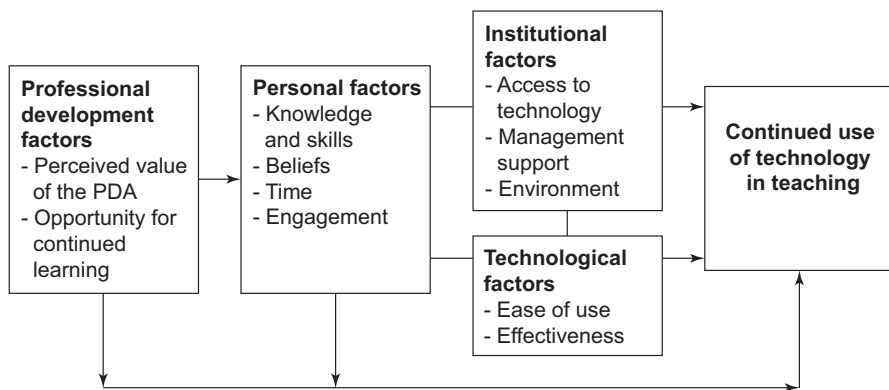 Professional
development
factors
- Perceived value
of the PDA
- Opportunity for
continued
learning
Personal factors
- Knowledge
and skills
- Beliefs
- Time
- Engagement
Institutional
factors
- Access to
technology
- Management
support
- Environment
Technological
factors
- Ease of use
- Effectiveness
Continued use
of technology
in teaching